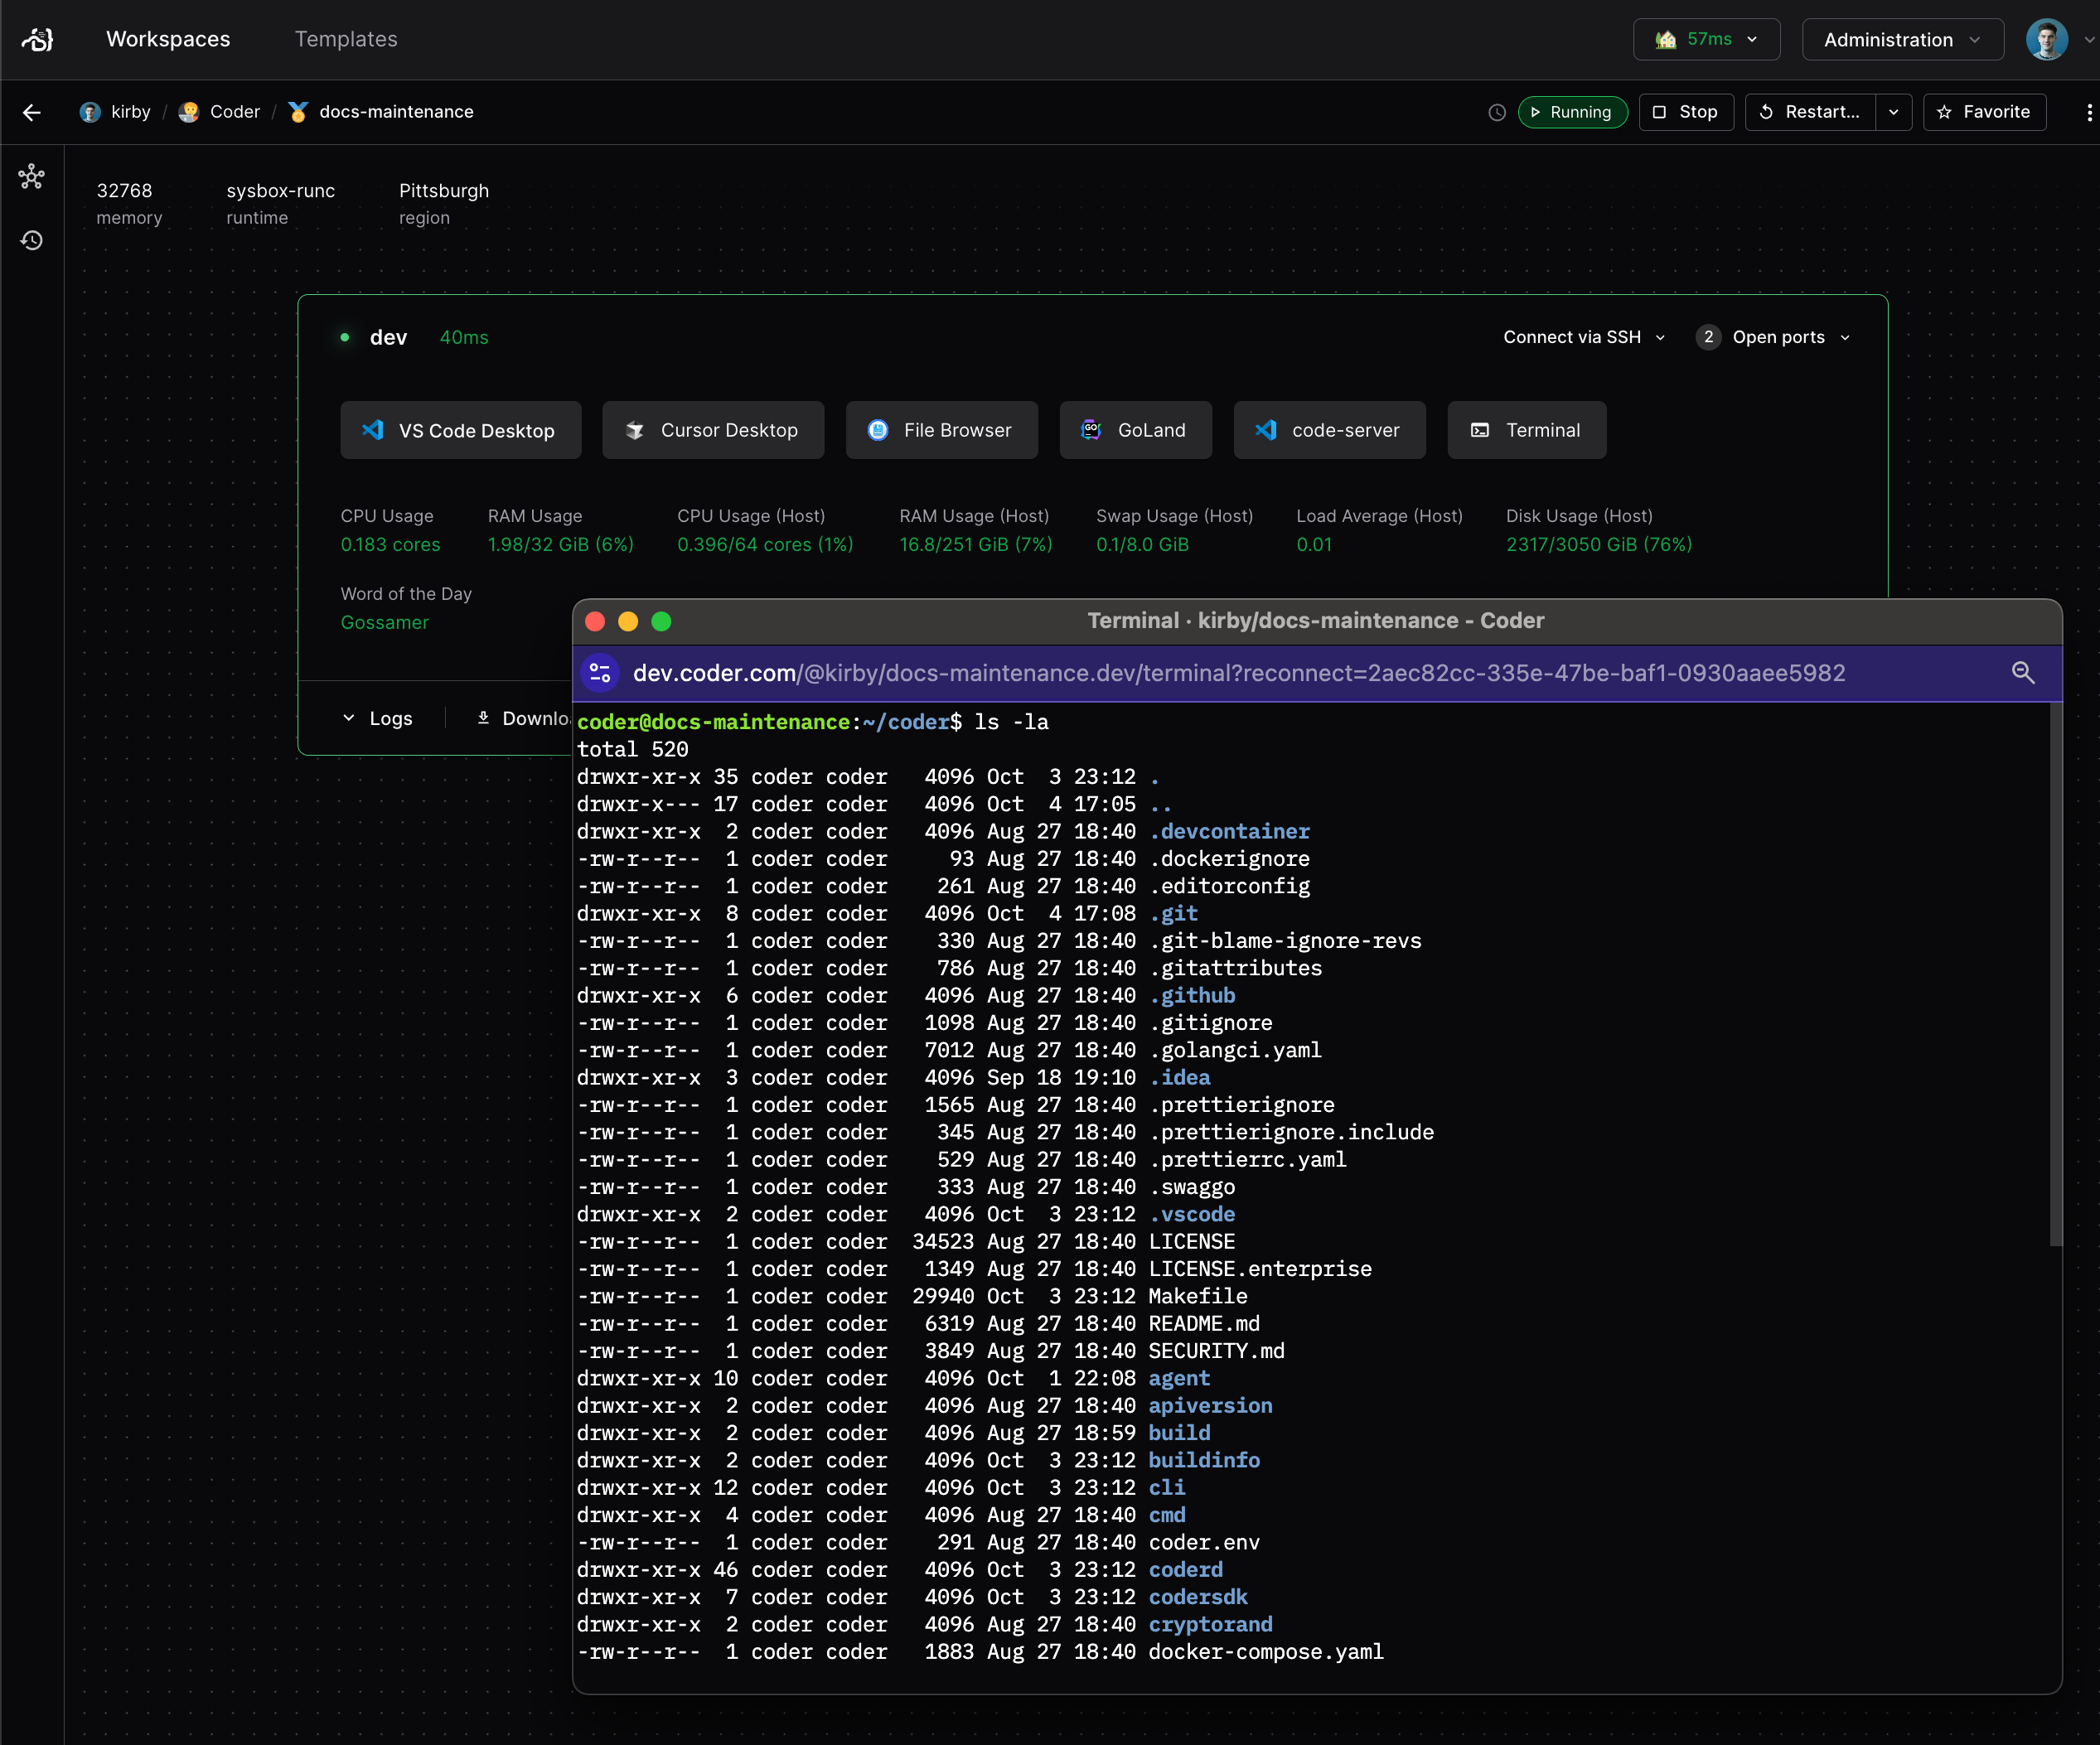 Workspaces Templates 57ms Administration
kirby / Coder / docs-maintenance Running Stop Restart... Favorite
32768 sysbox-runc Pittsburgh
memory runtime region
dev 40ms Connect via SSH 2 Open ports
VS Code Desktop Cursor Desktop File Browser GoLand code-server Terminal
CPU Usage RAM Usage CPU Usage (Host) RAM Usage (Host) Swap Usage (Host) Load Average (Host) Disk Usage (Host)
0.183 cores 1.98/32 GiB (6%) 0.396/64 cores (1%) 16.8/251 GiB (7%) 0.1/8.0 GiB 0.01 2317/3050 GiB (76%)
Word of the Day
Gossamer
Logs Downlo
Terminal · kirby/docs-maintenance - Coder
dev.coder.com/@kirby/docs-maintenance.dev/terminal?reconnect=2aec82cc-335e-47be-baf1-0930aaee5982
coder@docs-maintenance:~/coder$ ls -la
total 520
drwxr-xr-x 35 coder coder 4096 Oct 3 23:12 .
drwxr-x--- 17 coder coder 4096 Oct 4 17:05 ..
drwxr-xr-x 2 coder coder 4096 Aug 27 18:40 .devcontainer
-rw-r--r-- 1 coder coder 93 Aug 27 18:40 .dockerignore
-rw-r--r-- 1 coder coder 261 Aug 27 18:40 .editorconfig
drwxr-xr-x 8 coder coder 4096 Oct 4 17:08 .git
-rw-r--r-- 1 coder coder 330 Aug 27 18:40 .git-blame-ignore-revs
-rw-r--r-- 1 coder coder 786 Aug 27 18:40 .gitattributes
drwxr-xr-x 6 coder coder 4096 Aug 27 18:40 .github
-rw-r--r-- 1 coder coder 1098 Aug 27 18:40 .gitignore
-rw-r--r-- 1 coder coder 7012 Aug 27 18:40 .golangci.yaml
drwxr-xr-x 3 coder coder 4096 Sep 18 19:10 .idea
-rw-r--r-- 1 coder coder 1565 Aug 27 18:40 .prettierignore
-rw-r--r-- 1 coder coder 345 Aug 27 18:40 .prettierignore.include
-rw-r--r-- 1 coder coder 529 Aug 27 18:40 .prettierrc.yaml
-rw-r--r-- 1 coder coder 333 Aug 27 18:40 .swaggo
drwxr-xr-x 2 coder coder 4096 Oct 3 23:12 .vscode
-rw-r--r-- 1 coder coder 34523 Aug 27 18:40 LICENSE
-rw-r--r-- 1 coder coder 1349 Aug 27 18:40 LICENSE.enterprise
-rw-r--r-- 1 coder coder 29940 Oct 3 23:12 Makefile
-rw-r--r-- 1 coder coder 6319 Aug 27 18:40 README.md
-rw-r--r-- 1 coder coder 3849 Aug 27 18:40 SECURITY.md
drwxr-xr-x 10 coder coder 4096 Oct 1 22:08 agent
drwxr-xr-x 2 coder coder 4096 Aug 27 18:40 apiversion
drwxr-xr-x 2 coder coder 4096 Aug 27 18:59 build
drwxr-xr-x 2 coder coder 4096 Oct 3 23:12 buildinfo
drwxr-xr-x 12 coder coder 4096 Oct 3 23:12 cli
drwxr-xr-x 4 coder coder 4096 Aug 27 18:40 cmd
-rw-r--r-- 1 coder coder 291 Aug 27 18:40 coder.env
drwxr-xr-x 46 coder coder 4096 Oct 3 23:12 coderd
drwxr-xr-x 7 coder coder 4096 Oct 3 23:12 codersdk
drwxr-xr-x 2 coder coder 4096 Aug 27 18:40 cryptorand
-rw-r--r-- 1 coder coder 1883 Aug 27 18:40 docker-compose.yaml